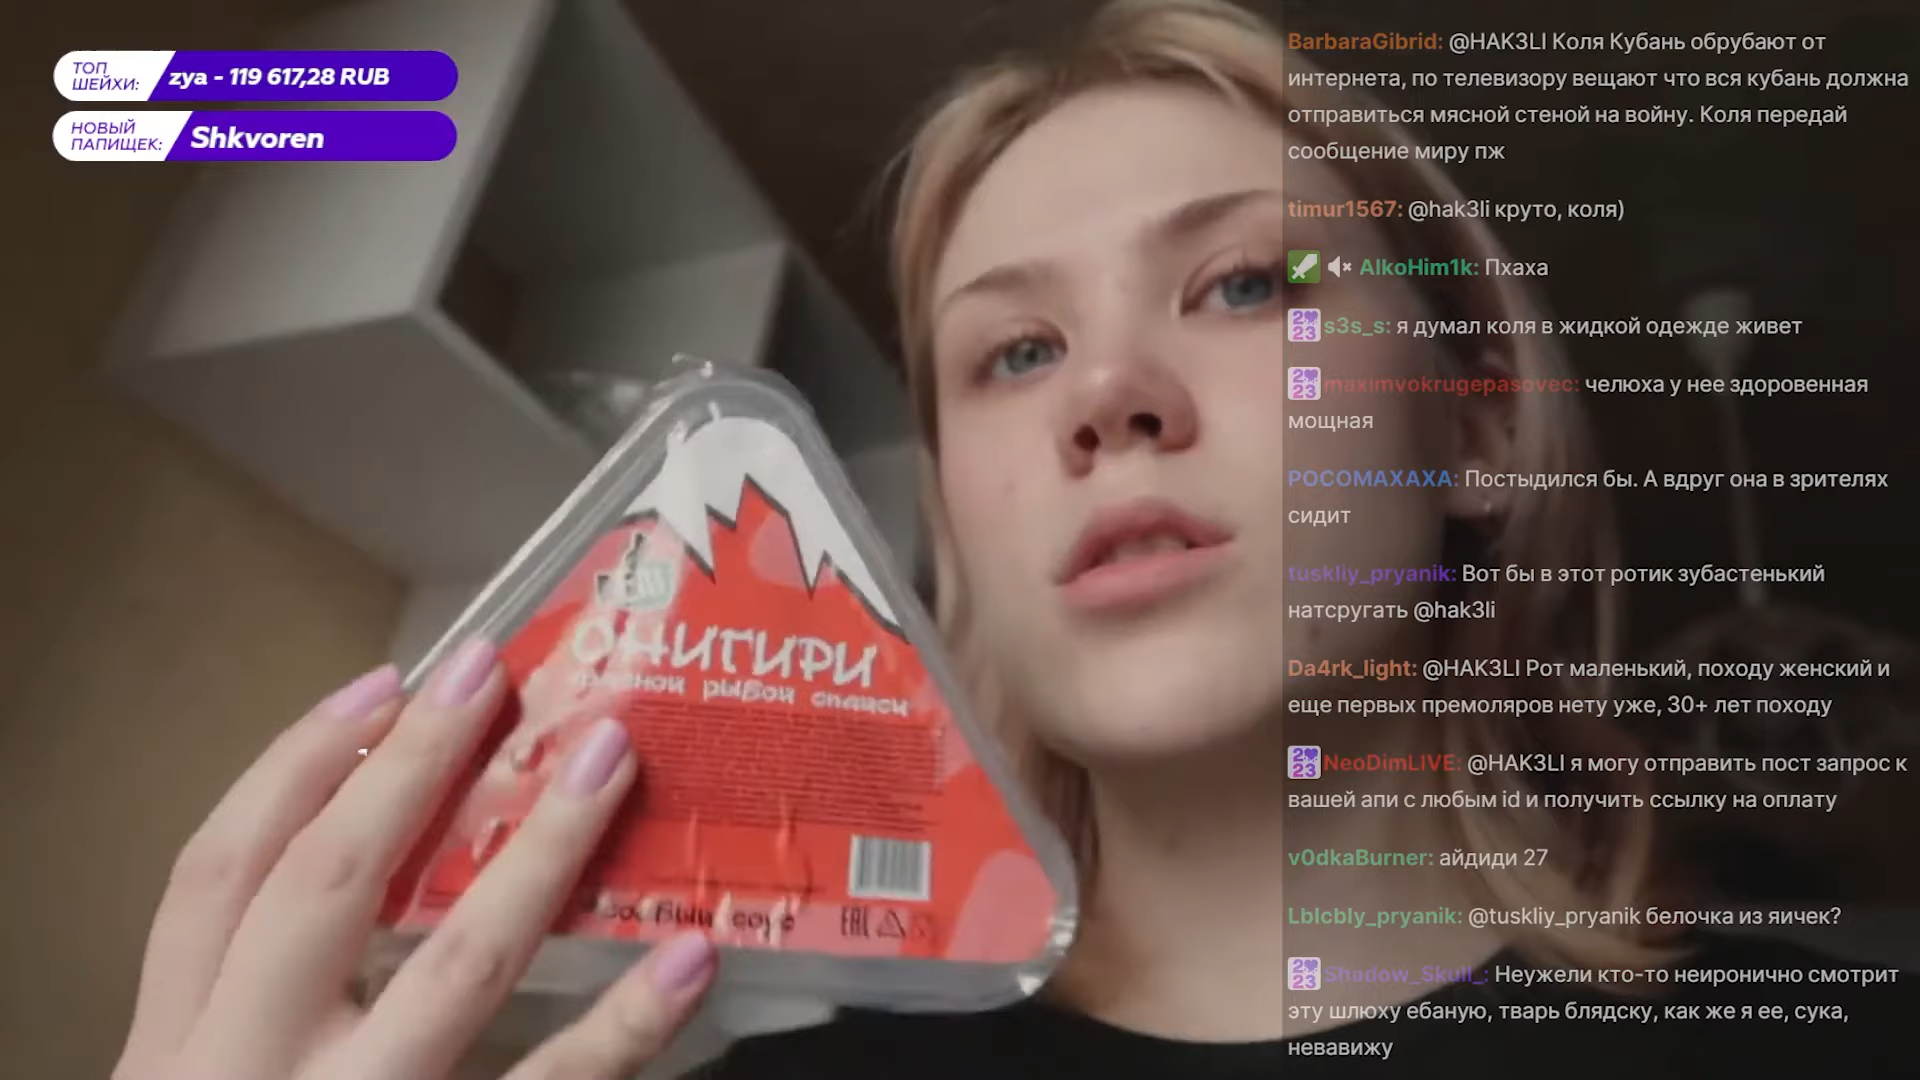 ТОП
ШЕЙХИ:
zya - 119 617,28 RUB
НОВЫЙ
ПАПИЩЕК:
Shkvoren
ОНИГИРИ
рыбой спайси
соус
EAC
BarbaraGibrid: @HAK3LI Коля Кубань обрубают от
интернета, по телевизору вещают что вся кубань должна
отправиться мясной стеной на войну. Коля передай
сообщение миру пж
timur1567: @hak3li круто, коля)
AlkoHim1k: Пхаха
s3s_s: я думал коля в жидкой одежде живет
maximvokrugepasovec: челюха у нее здоровенная
мощная
POCOMAXAXA: Постыдился бы. А вдруг она в зрителях
сидит
tuskliy_pryanik: Вот бы в этот ротик зубастенький
натсругать @hak3li
Da4rk_light: @HAK3LI Рот маленький, походу женский и
еще первых премоляров нету уже, 30+ лет походу
NeoDimLIVE: @HAK3LI я могу отправить пост запрос к
вашей апи с любым id и получить ссылку на оплату
v0dkaBurner: айдиди 27
Lblcbly_pryanik: @tuskliy_pryanik белочка из яичек?
Shadow_Skull_: Неужели кто-то неиронично смотрит
эту шлюху ебаную, тварь блядску, как же я ее, сука,
невавижу